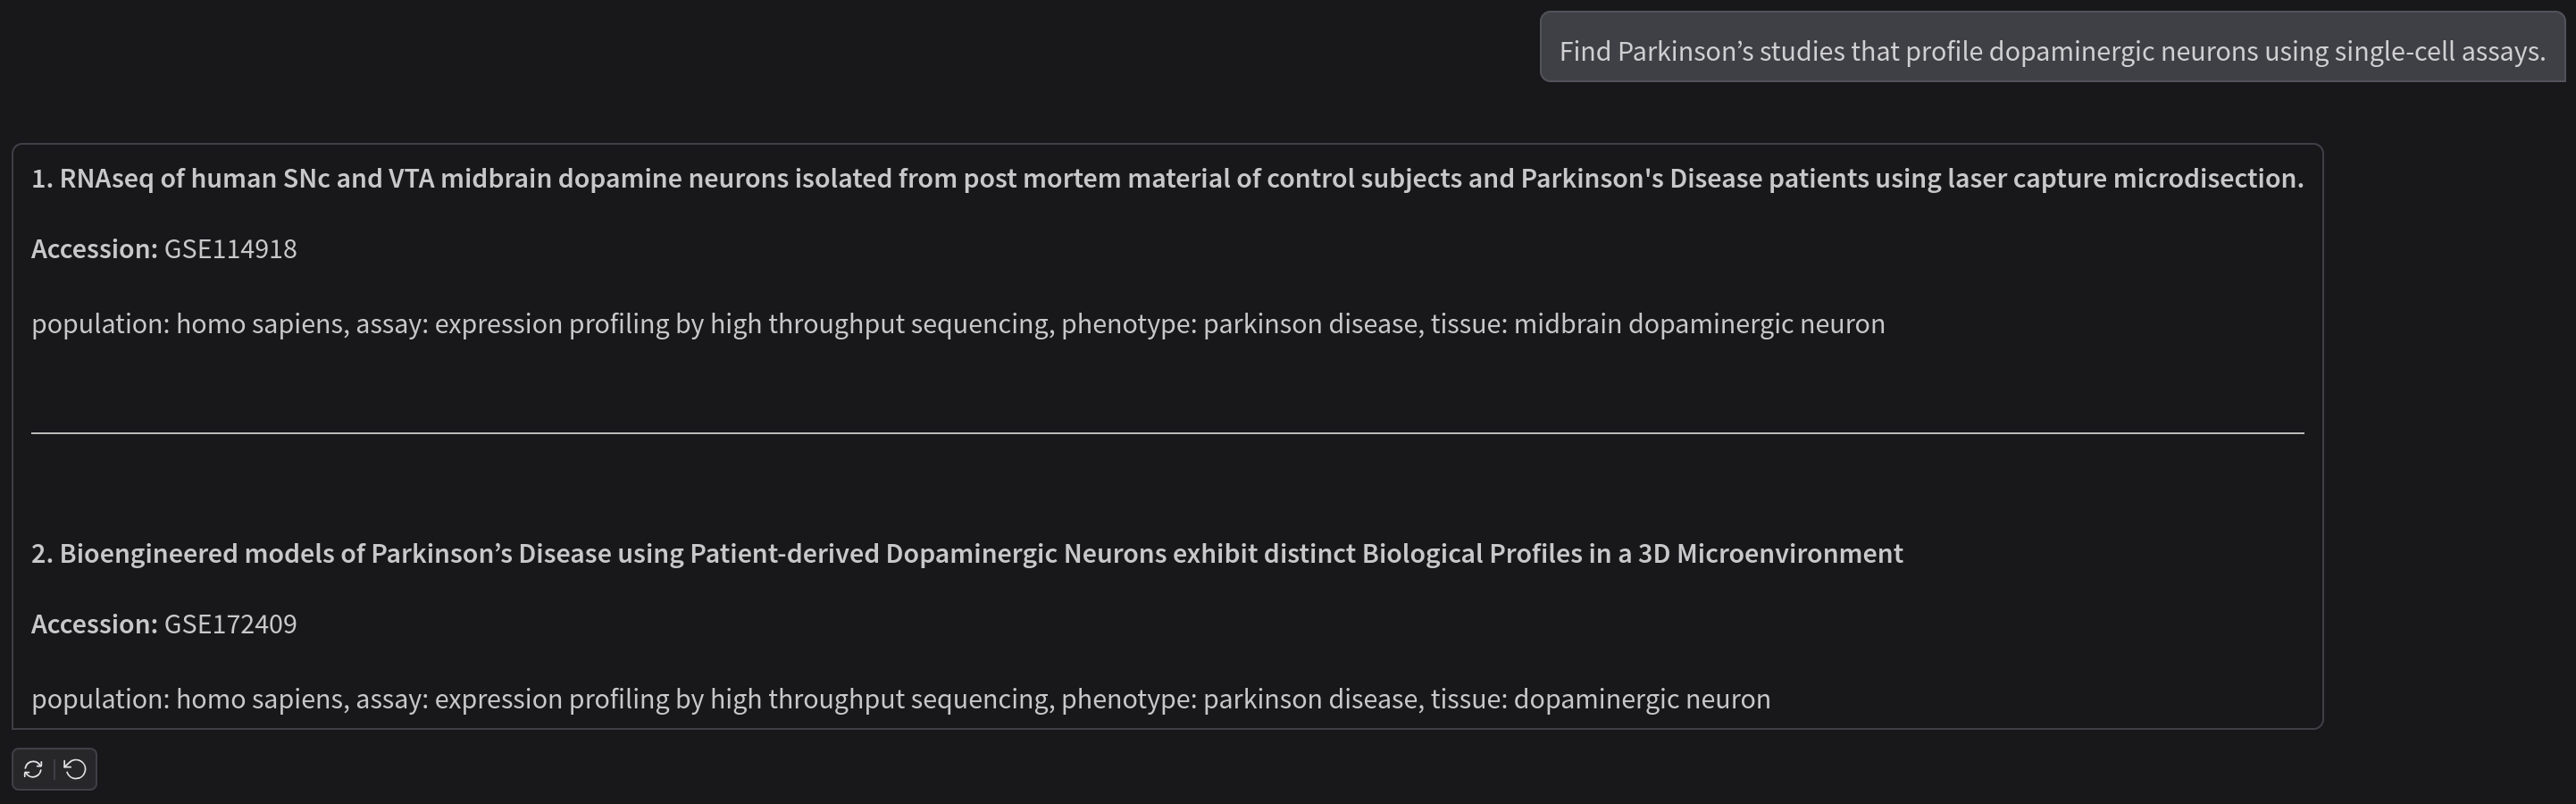 Find Parkinson’s studies that profile dopaminergic neurons using single-cell assays.
1. RNAseq of human SNc and VTA midbrain dopamine neurons isolated from post mortem material of control subjects and Parkinson's Disease patients using laser capture microdisection.
Accession: GSE114918
population: homo sapiens, assay: expression profiling by high throughput sequencing, phenotype: parkinson disease, tissue: midbrain dopaminergic neuron
2. Bioengineered models of Parkinson’s Disease using Patient-derived Dopaminergic Neurons exhibit distinct Biological Profiles in a 3D Microenvironment
Accession: GSE172409
population: homo sapiens, assay: expression profiling by high throughput sequencing, phenotype: parkinson disease, tissue: dopaminergic neuron